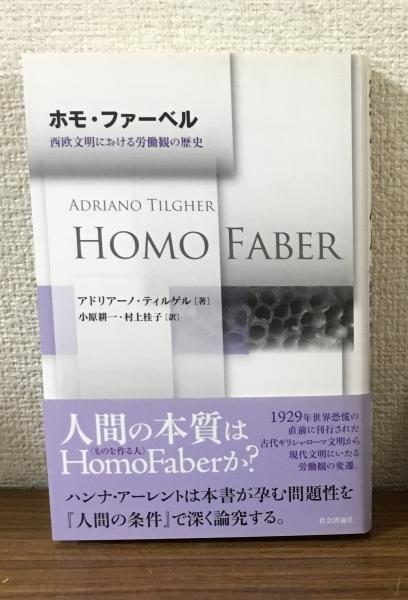 ホモ・ファーベル
西欧文明における労働観の歴史
ADRIANO TILGHER
HOMO FABER
アドリアーノ・ティルゲル［著］
小原耕一・村上桂子［訳］
人間の本質は
〈ものを作る人〉
HomoFaberか?
1929年世界恐慌の
直前に刊行された
古代ギリシャ・ローマ文明から
現代文明にいたる
労働観の変遷。
ハンナ・アーレントは本書が孕む問題性を
『人間の条件』で深く論究する。
社会評論社